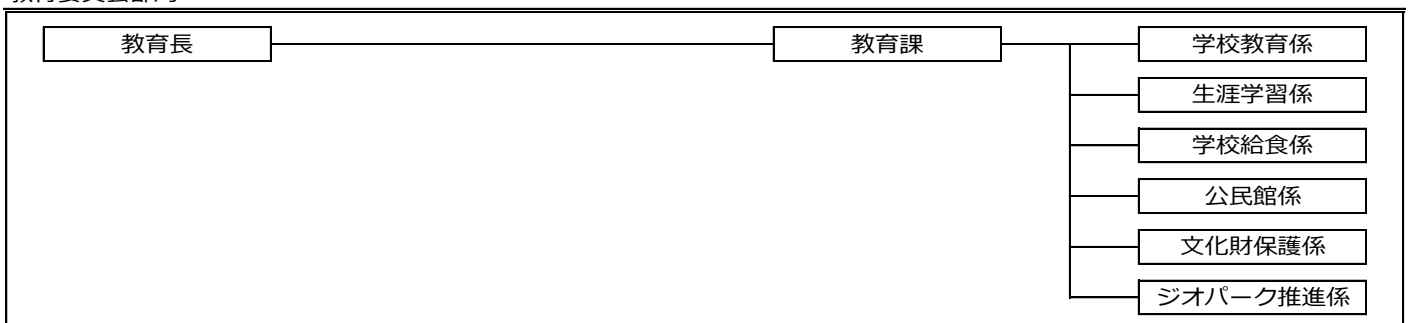 教育長 教育課 学校教育係
生涯学習係
学校給食係
公民館係
文化財保護係
ジオパーク推進係